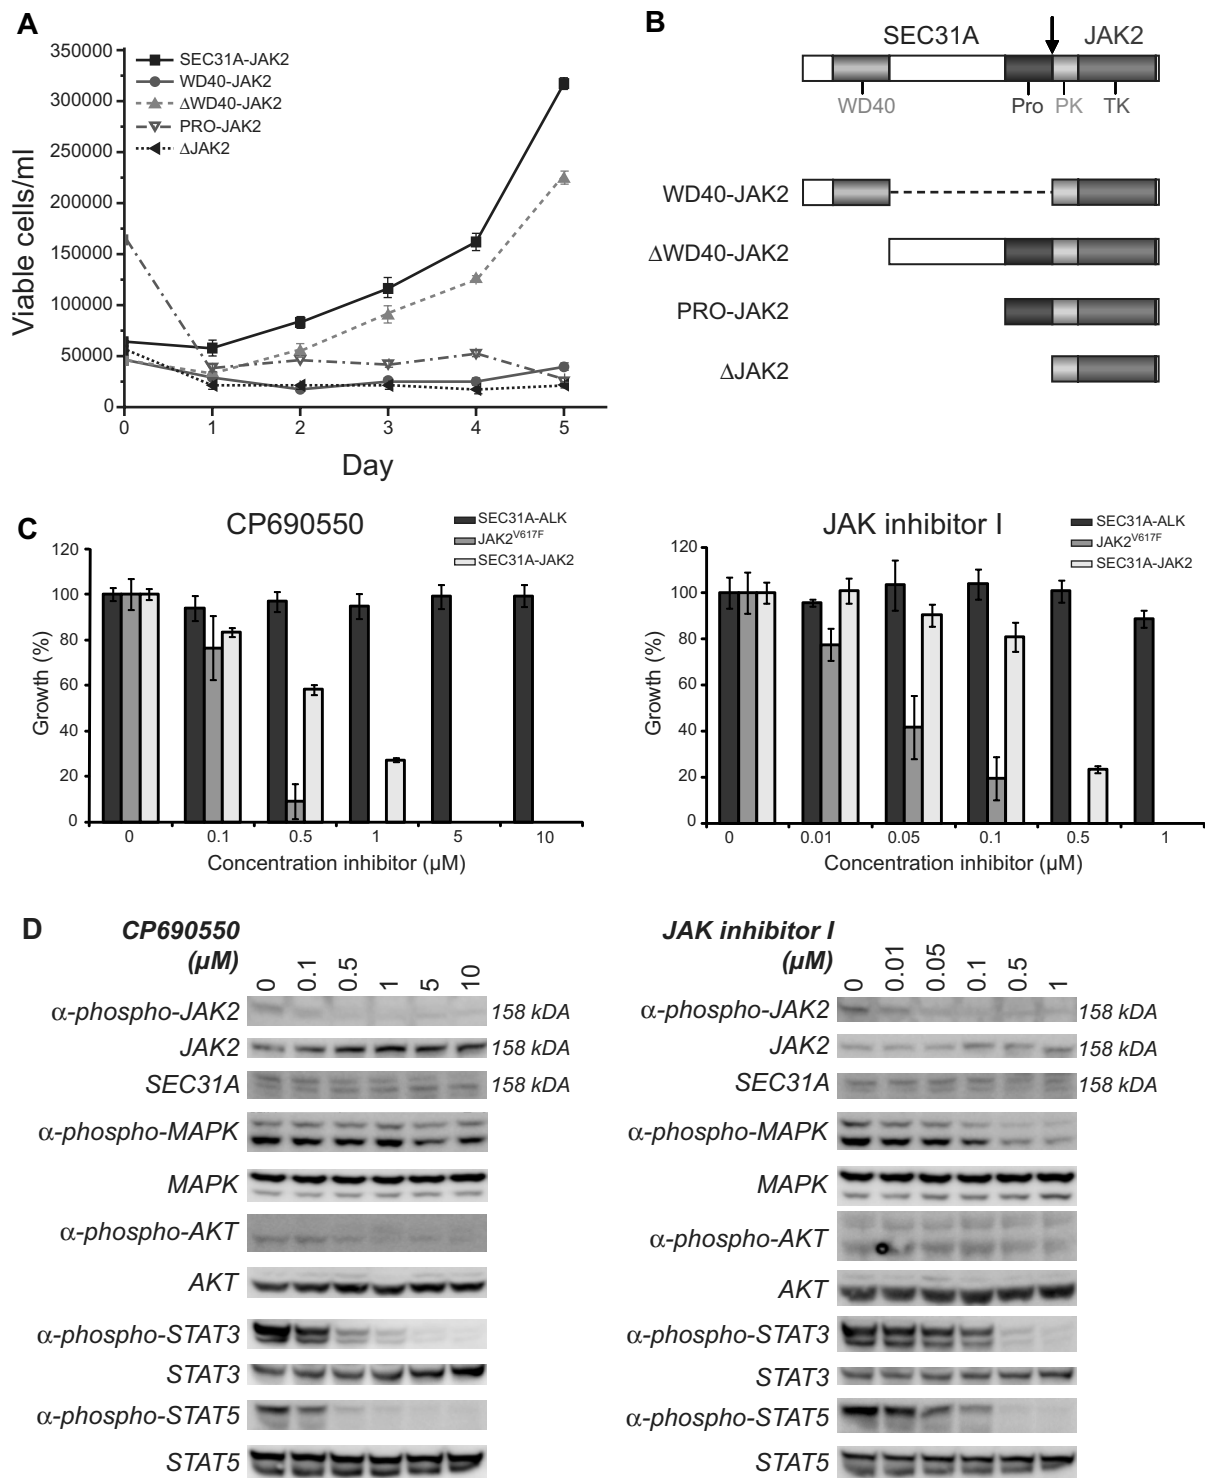 A
350000
300000
250000
200000
150000
100000
50000
0
Viable cells/ml
SEC31A-JAK2
WD40-JAK2
ΔWD40-JAK2
PRO-JAK2
ΔJAK2
0 1 2 3 4 5
Day
B
SEC31A JAK2
WD40 Pro PK TK
WD40-JAK2
ΔWD40-JAK2
PRO-JAK2
ΔJAK2
C
CP690550
SEC31A-ALK
JAK2V617F
SEC31A-JAK2
120
100
80
60
40
20
0
Growth (%)
0 0.1 0.5 1 5 10
Concentration inhibitor (µM)
JAK inhibitor I
SEC31A-ALK
JAK2V617F
SEC31A-JAK2
120
100
80
60
40
20
0
Growth (%)
0 0.01 0.05 0.1 0.5 1
Concentration inhibitor (µM)
D
CP690550
(µM)
0 0.1 0.5 1 5 10
α-phospho-JAK2 158 kDA
JAK2 158 kDA
SEC31A 158 kDA
α-phospho-MAPK
MAPK
α-phospho-AKT
AKT
α-phospho-STAT3
STAT3
α-phospho-STAT5
STAT5
JAK inhibitor I
(µM)
0 0.01 0.05 0.1 0.5 1
α-phospho-JAK2 158 kDA
JAK2 158 kDA
SEC31A 158 kDA
α-phospho-MAPK
MAPK
α-phospho-AKT
AKT
α-phospho-STAT3
STAT3
α-phospho-STAT5
STAT5